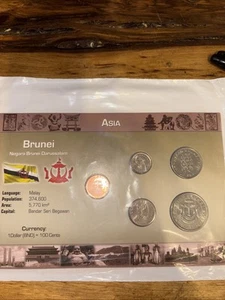 ASIA
Brunei
Negara Brunei Darussalam
Language: Malay
Population: 374,600
Area: 5,770 km²
Capital: Bandar Seri Begawan
Currency
1 Dollar (BND) = 100 Cents